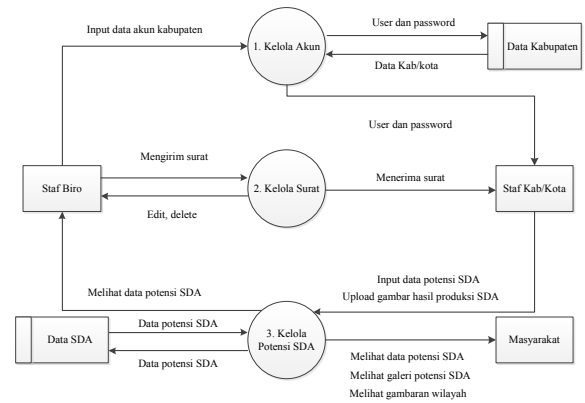 Input data akun kabupaten
User dan password
1. Kelola Akun
Data Kabupaten
Data Kab/kota
User dan password
Mengirim surat
Menerima surat
Staf Biro
2. Kelola Surat
Staf Kab/Kota
Edit, delete
Input data potensi SDA
Melihat data potensi SDA
Upload gambar hasil produksi SDA
Data potensi SDA
Data SDA
3. Kelola
Potensi SDA
Masyarakat
Data potensi SDA
Melihat data potensi SDA
Melihat galeri potensi SDA
Melihat gambaran wilayah